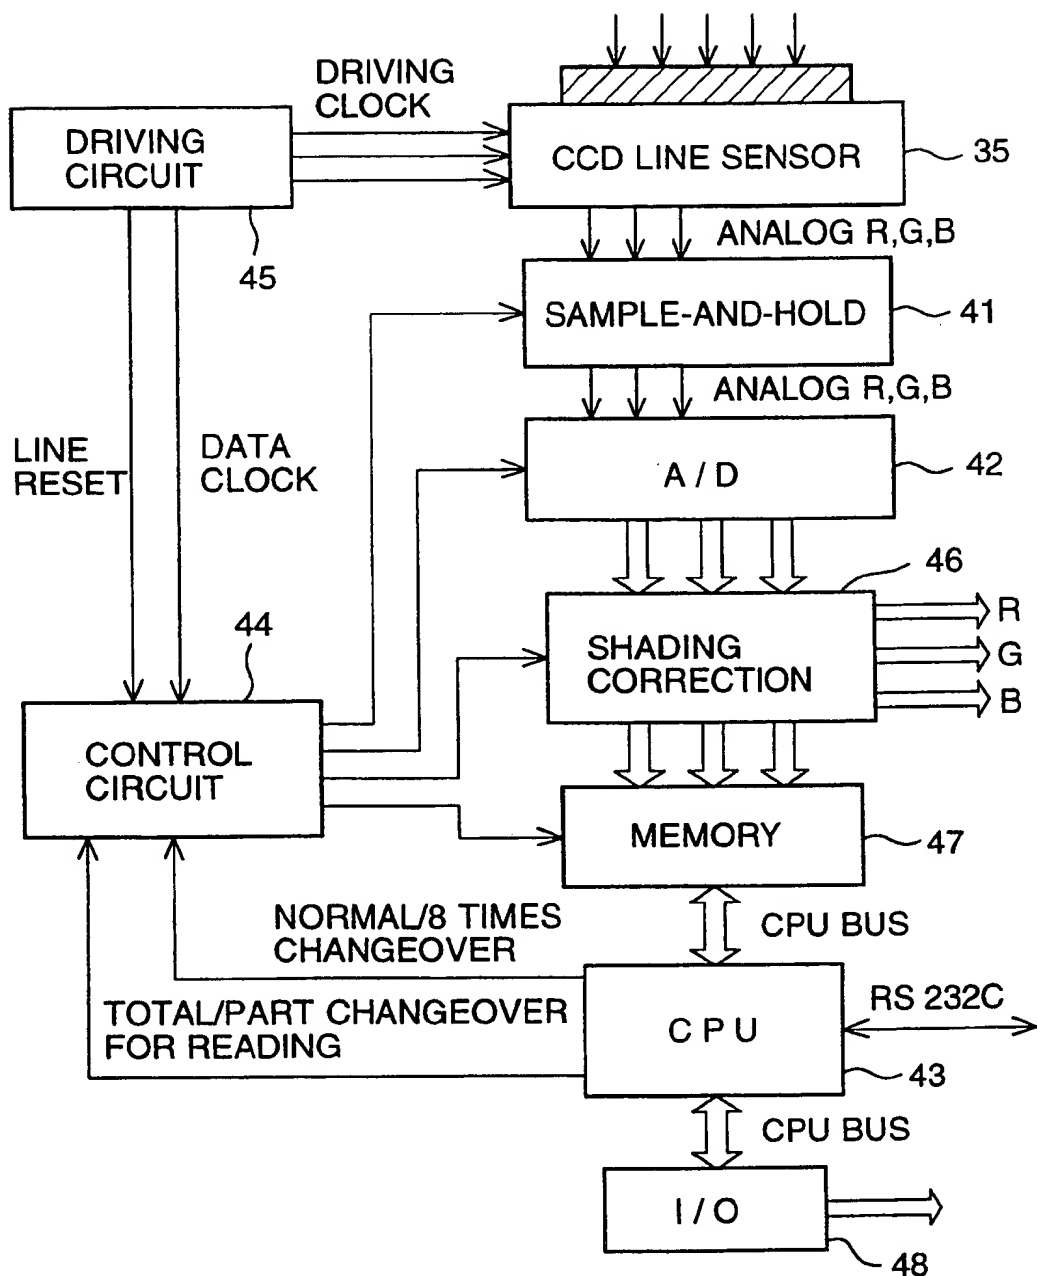 DRIVING
CLOCK
DRIVING
CIRCUIT
45
CCD LINE SENSOR
35
ANALOG R,G,B
SAMPLE-AND-HOLD
41
ANALOG R,G,B
LINE
RESET
DATA
CLOCK
A / D
42
46
SHADING
CORRECTION
R
G
B
44
CONTROL
CIRCUIT
MEMORY
47
NORMAL/8 TIMES
CHANGEOVER
CPU BUS
TOTAL/PART CHANGEOVER
FOR READING
C P U
RS 232C
43
CPU BUS
I / O
48